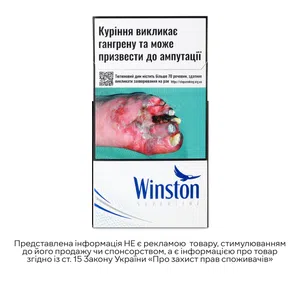 Куріння викликає
гангрену та може
призвести до ампутації
Тютюновий дим містить більше 70 речовин, здатних
викликати захворювання на рак
Winston
Представлена інформація НЕ є рекламою товару, стимулюванням
до його продажу чи спонсорством, а є інформацією про товар
згідно із ст. 15 Закону України «Про захист прав споживачів»